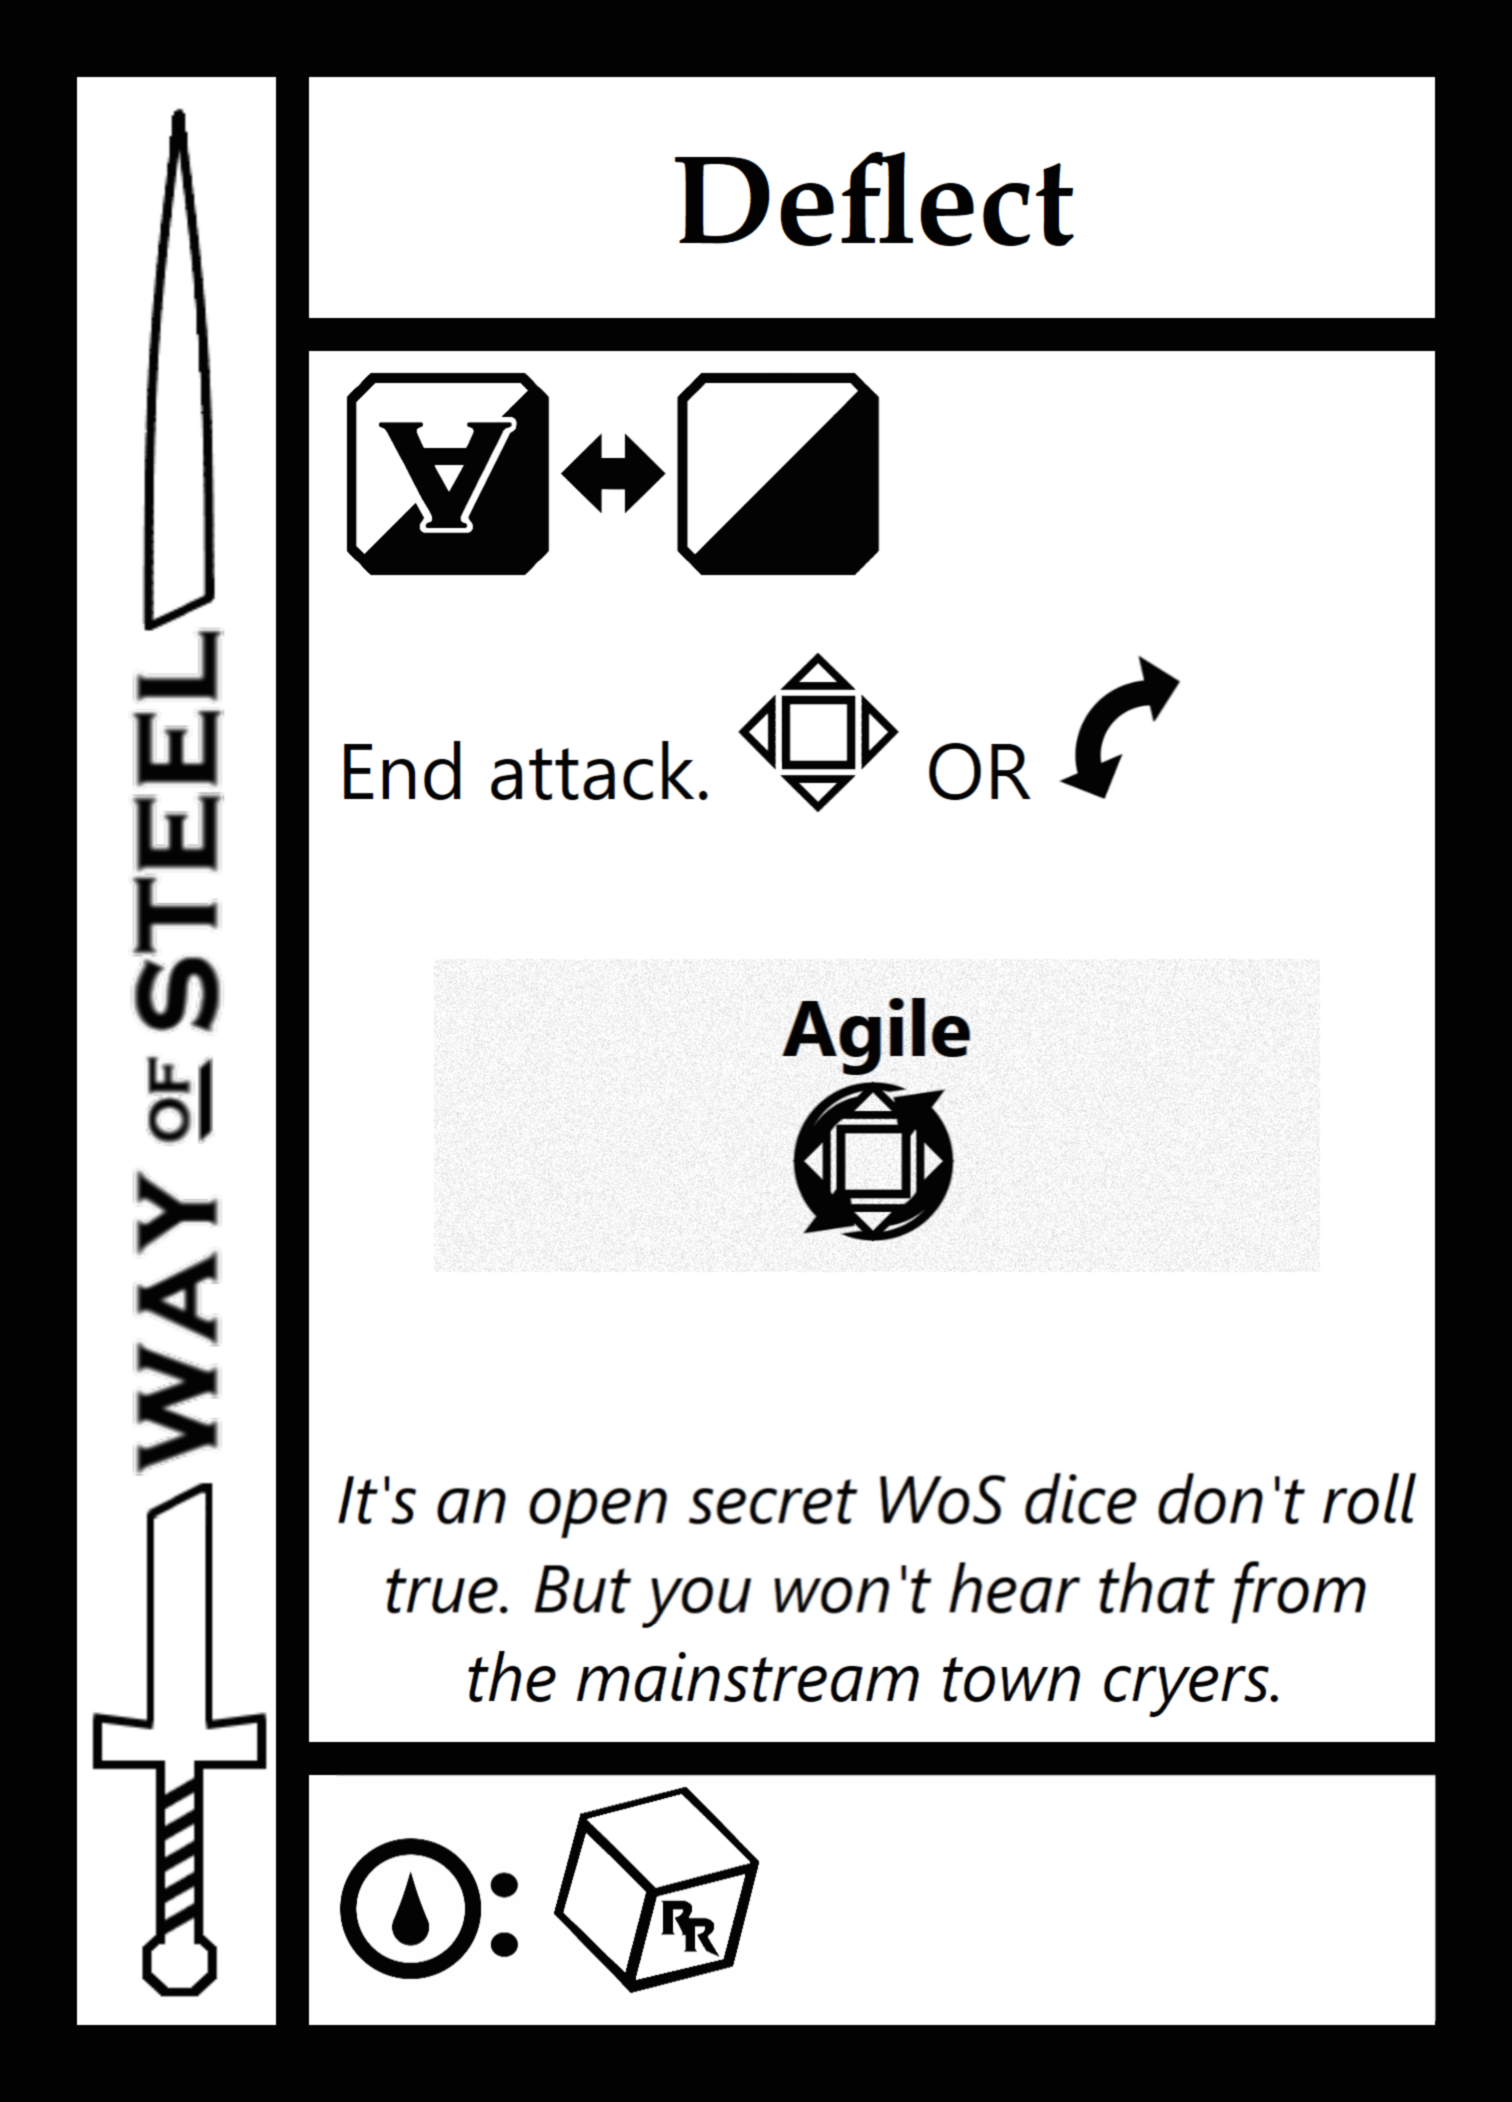 WAY OF STEEL
Deflect
A
End attack. OR
Agile
It's an open secret WoS dice don't roll
true. But you won't hear that from
the mainstream town cryers.
:
RR